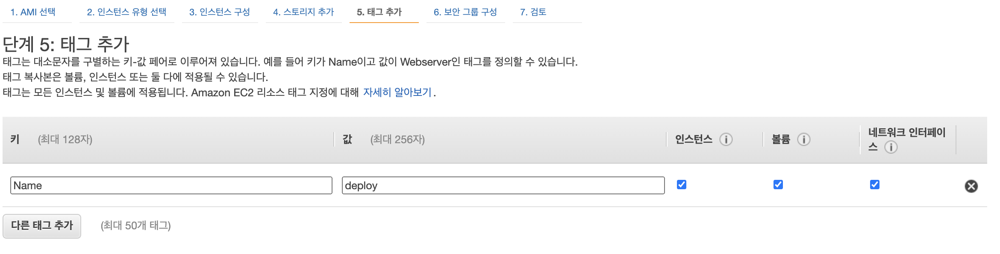 1. AMI 선택 2. 인스턴스 유형 선택 3. 인스턴스 구성 4. 스토리지 추가 5. 태그 추가 6. 보안 그룹 구성 7. 검토
단계 5: 태그 추가
태그는 대소문자를 구별하는 키-값 페어로 이루어져 있습니다. 예를 들어 키가 Name이고 값이 Webserver인 태그를 정의할 수 있습니다.
태그 복사본은 볼륨, 인스턴스 또는 둘 다에 적용될 수 있습니다.
태그는 모든 인스턴스 및 볼륨에 적용됩니다. Amazon EC2 리소스 태그 지정에 대해 자세히 알아보기.
키 (최대 128자) 값 (최대 256자) 인스턴스 i 볼륨 i 네트워크 인터페이
스 i
Name deploy
다른 태그 추가 (최대 50개 태그)